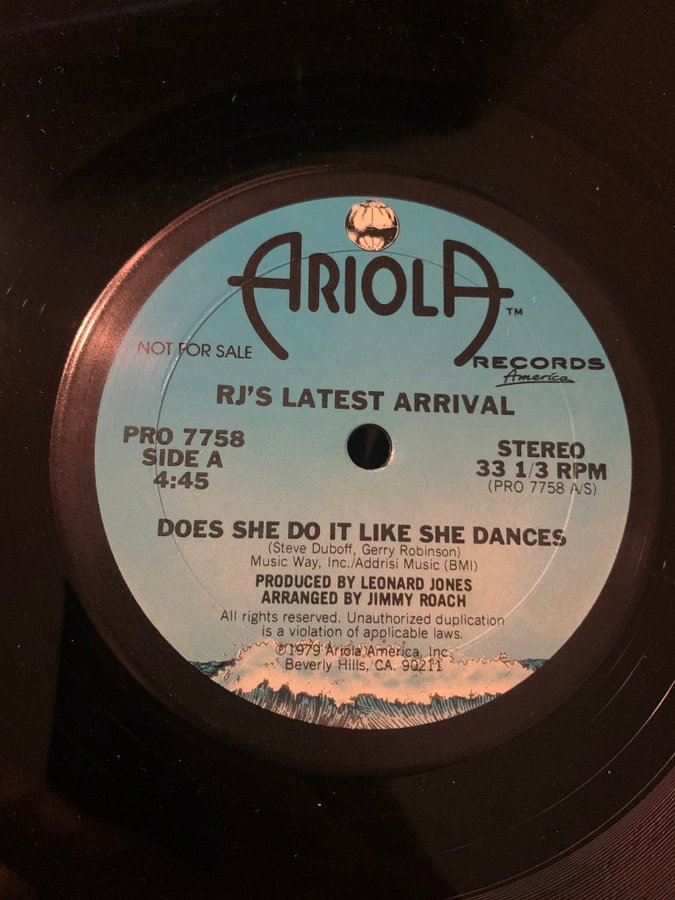 ARIOLA™
NOT FOR SALE
RECORDS
America
RJ'S LATEST ARRIVAL
PRO 7758
SIDE A
4:45
STEREO
33 1/3 RPM
(PRO 7758 A/S)
DOES SHE DO IT LIKE SHE DANCES
(Steve Duboff, Gerry Robinson)
Music Way, Inc./Addrisi Music (BMI)
PRODUCED BY LEONARD JONES
ARRANGED BY JIMMY ROACH
All rights reserved. Unauthorized duplication
is a violation of applicable laws.
©1979 Ariola America, Inc.
Beverly Hills, CA. 90211